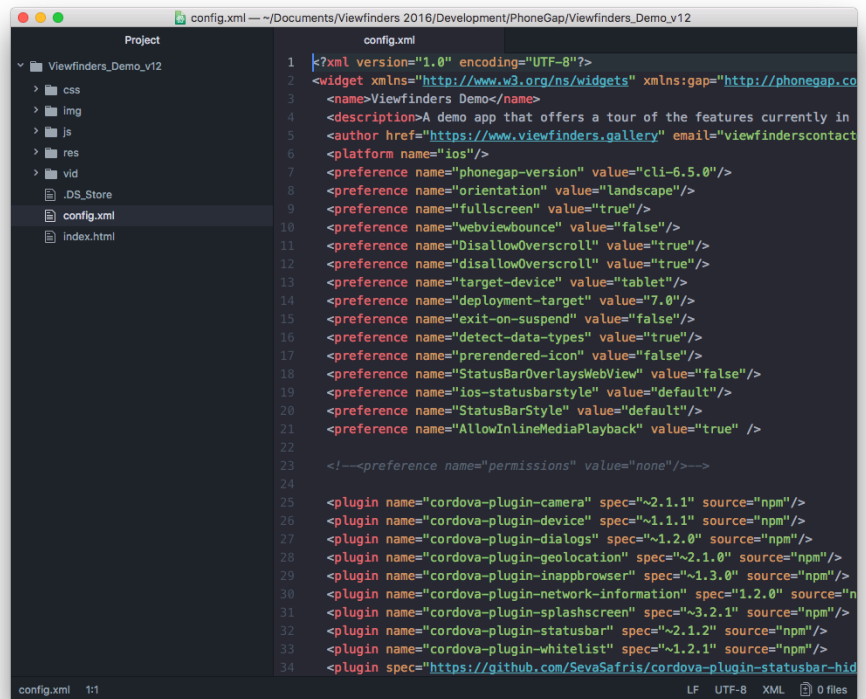 config.xml — ~/Documents/Viewfinders 2016/Development/PhoneGap/Viewfinders_Demo_v12
Project
Viewfinders_Demo_v12
css
img
js
res
vid
.DS_Store
config.xml
index.html
config.xml
1 <?xml version="1.0" encoding="UTF-8"?>
2 <widget xmlns="http://www.w3.org/ns/widgets" xmlns:gap="http://phonegap.co
3 <name>Viewfinders Demo</name>
4 <description>A demo app that offers a tour of the features currently in
5 <author href="https://www.viewfinders.gallery" email="viewfinderscontact
6 <platform name="ios"/>
7 <preference name="phonegap-version" value="cli-6.5.0"/>
8 <preference name="orientation" value="landscape"/>
9 <preference name="fullscreen" value="true"/>
10 <preference name="webviewbounce" value="false"/>
11 <preference name="DisallowOverscroll" value="true"/>
12 <preference name="disallowOverscroll" value="true"/>
13 <preference name="target-device" value="tablet"/>
14 <preference name="deployment-target" value="7.0"/>
15 <preference name="exit-on-suspend" value="false"/>
16 <preference name="detect-data-types" value="true"/>
17 <preference name="prerendered-icon" value="false"/>
18 <preference name="StatusBarOverlaysWebView" value="false"/>
19 <preference name="ios-statusbarstyle" value="default"/>
20 <preference name="StatusBarStyle" value="default"/>
21 <preference name="AllowInlineMediaPlayback" value="true" />
22
23 <!--<preference name="permissions" value="none"/>-->
24
25 <plugin name="cordova-plugin-camera" spec="~2.1.1" source="npm"/>
26 <plugin name="cordova-plugin-device" spec="~1.1.1" source="npm"/>
27 <plugin name="cordova-plugin-dialogs" spec="~1.2.0" source="npm"/>
28 <plugin name="cordova-plugin-geolocation" spec="~2.1.0" source="npm"/>
29 <plugin name="cordova-plugin-inappbrowser" spec="~1.3.0" source="npm"/>
30 <plugin name="cordova-plugin-network-information" spec="1.2.0" source="n
31 <plugin name="cordova-plugin-splashscreen" spec="~3.2.1" source="npm"/>
32 <plugin name="cordova-plugin-statusbar" spec="~2.1.2" source="npm"/>
33 <plugin name="cordova-plugin-whitelist" spec="~1.2.1" source="npm"/>
34 <plugin spec="https://github.com/SevaSafris/cordova-plugin-statusbar-hid
config.xml 1:1
LF UTF-8 XML 0 files